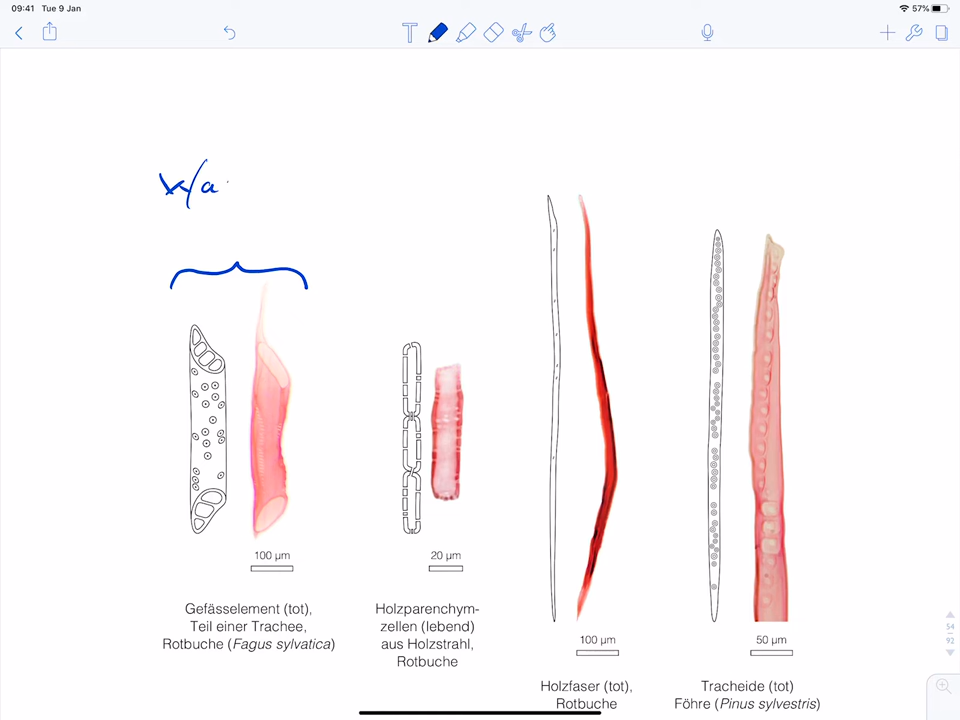 09:41 Tue 9 Jan
57%
T
100 µm
20 µm
100 µm
50 µm
Gefässelement (tot),
Teil einer Trachee,
Rotbuche (Fagus sylvatica)
Holzparenchym-
zellen (lebend)
aus Holzstrahl,
Rotbuche
Holzfaser (tot),
Rotbuche
Tracheide (tot)
Föhre (Pinus sylvestris)
54
92